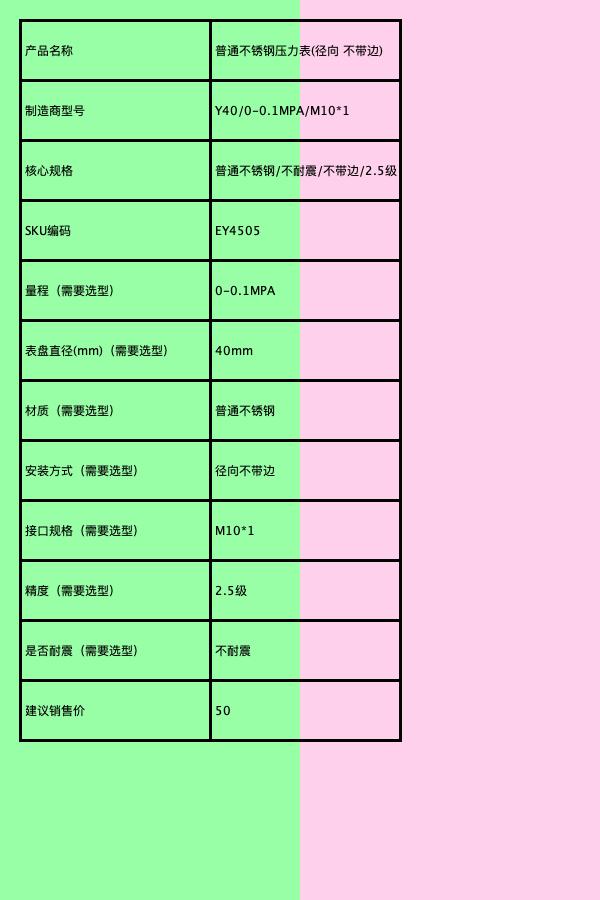 产品名称 普通不锈钢压力表(径向 不带边)
制造商型号 Y40/0-0.1MPA/M10*1
核心规格 普通不锈钢/不耐震/不带边/2.5级
SKU编码 EY4505
量程（需要选型） 0-0.1MPA
表盘直径(mm)（需要选型） 40mm
材质（需要选型） 普通不锈钢
安装方式（需要选型） 径向不带边
接口规格（需要选型） M10*1
精度（需要选型） 2.5级
是否耐震（需要选型） 不耐震
建议销售价 50